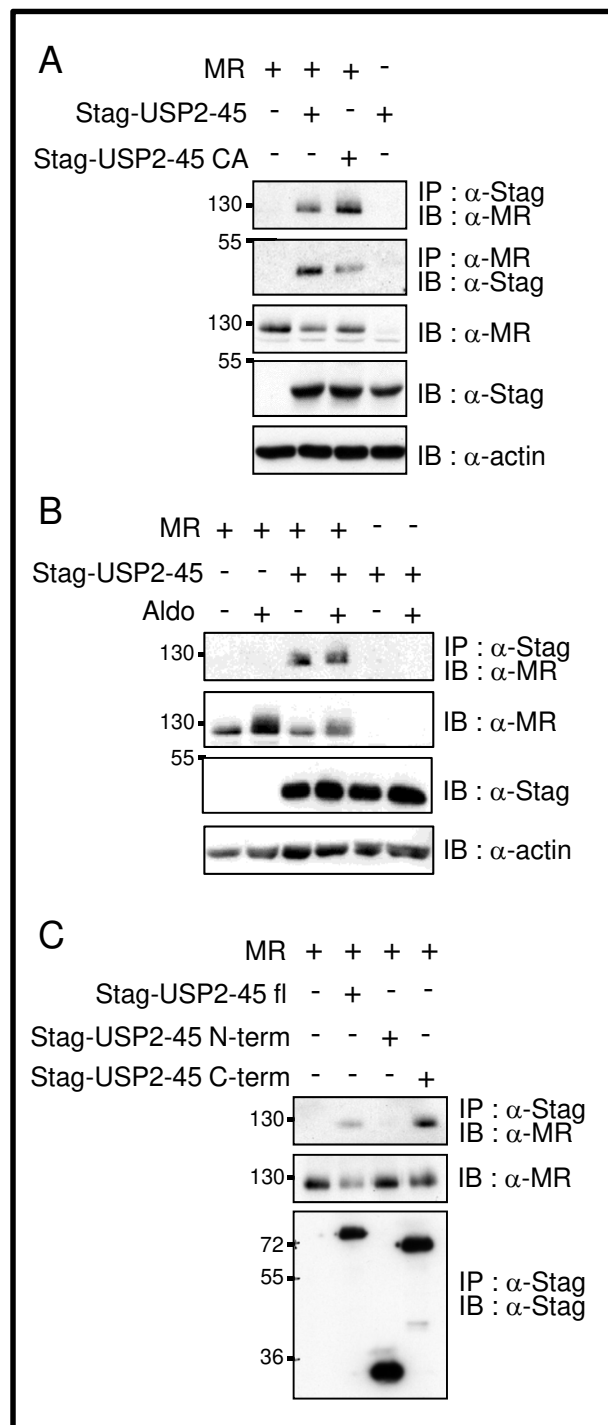 A
MR + + + -
Stag-USP2-45 - + - +
Stag-USP2-45 CA - - + -
130
IP : α-Stag
IB : α-MR
55
IP : α-MR
IB : α-Stag
130
IB : α-MR
55
IB : α-Stag
IB : α-actin
B
MR + + + + - -
Stag-USP2-45 - - + + + +
Aldo - + - + - +
130
IP : α-Stag
IB : α-MR
130
IB : α-MR
55
IB : α-Stag
IB : α-actin
C
MR + + + +
Stag-USP2-45 fl - + - -
Stag-USP2-45 N-term - - + -
Stag-USP2-45 C-term - - - +
130
IP : α-Stag
IB : α-MR
130
IB : α-MR
72
55
IP : α-Stag
IB : α-Stag
36